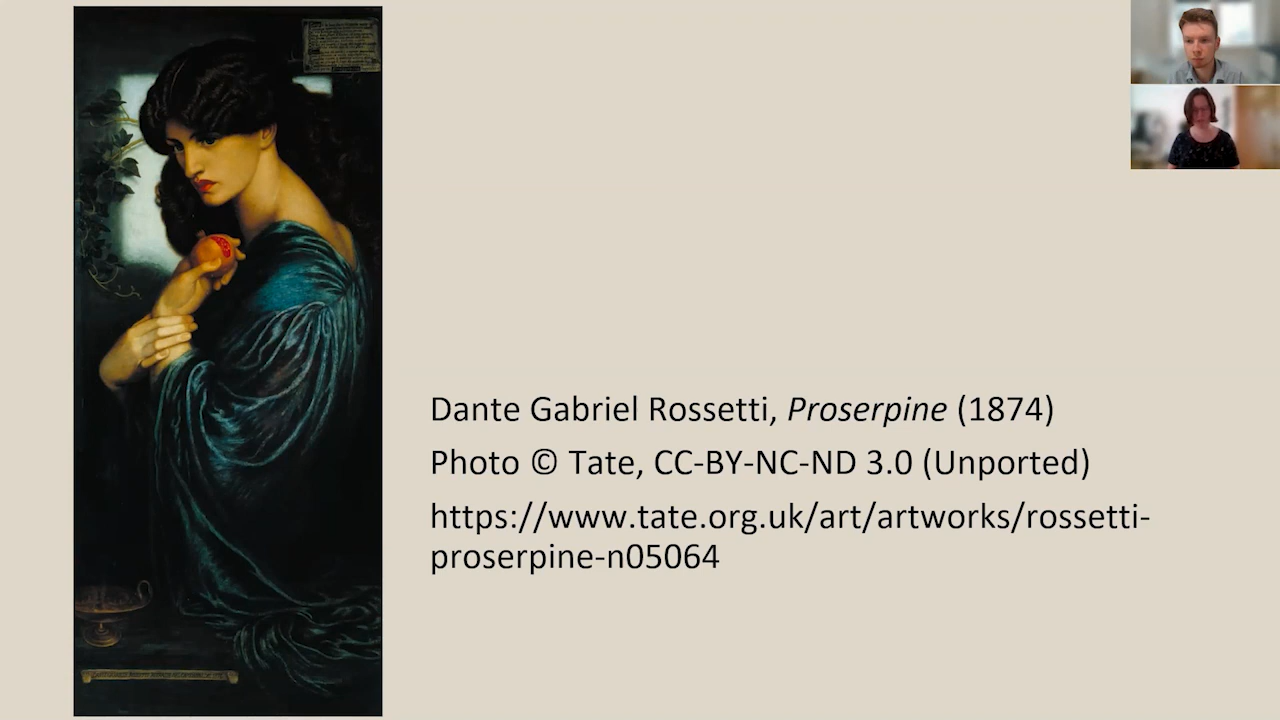 Dante Gabriel Rossetti, Proserpine (1874)
Photo © Tate, CC-BY-NC-ND 3.0 (Unported)
https://www.tate.org.uk/art/artworks/rossetti-
proserpine-n05064